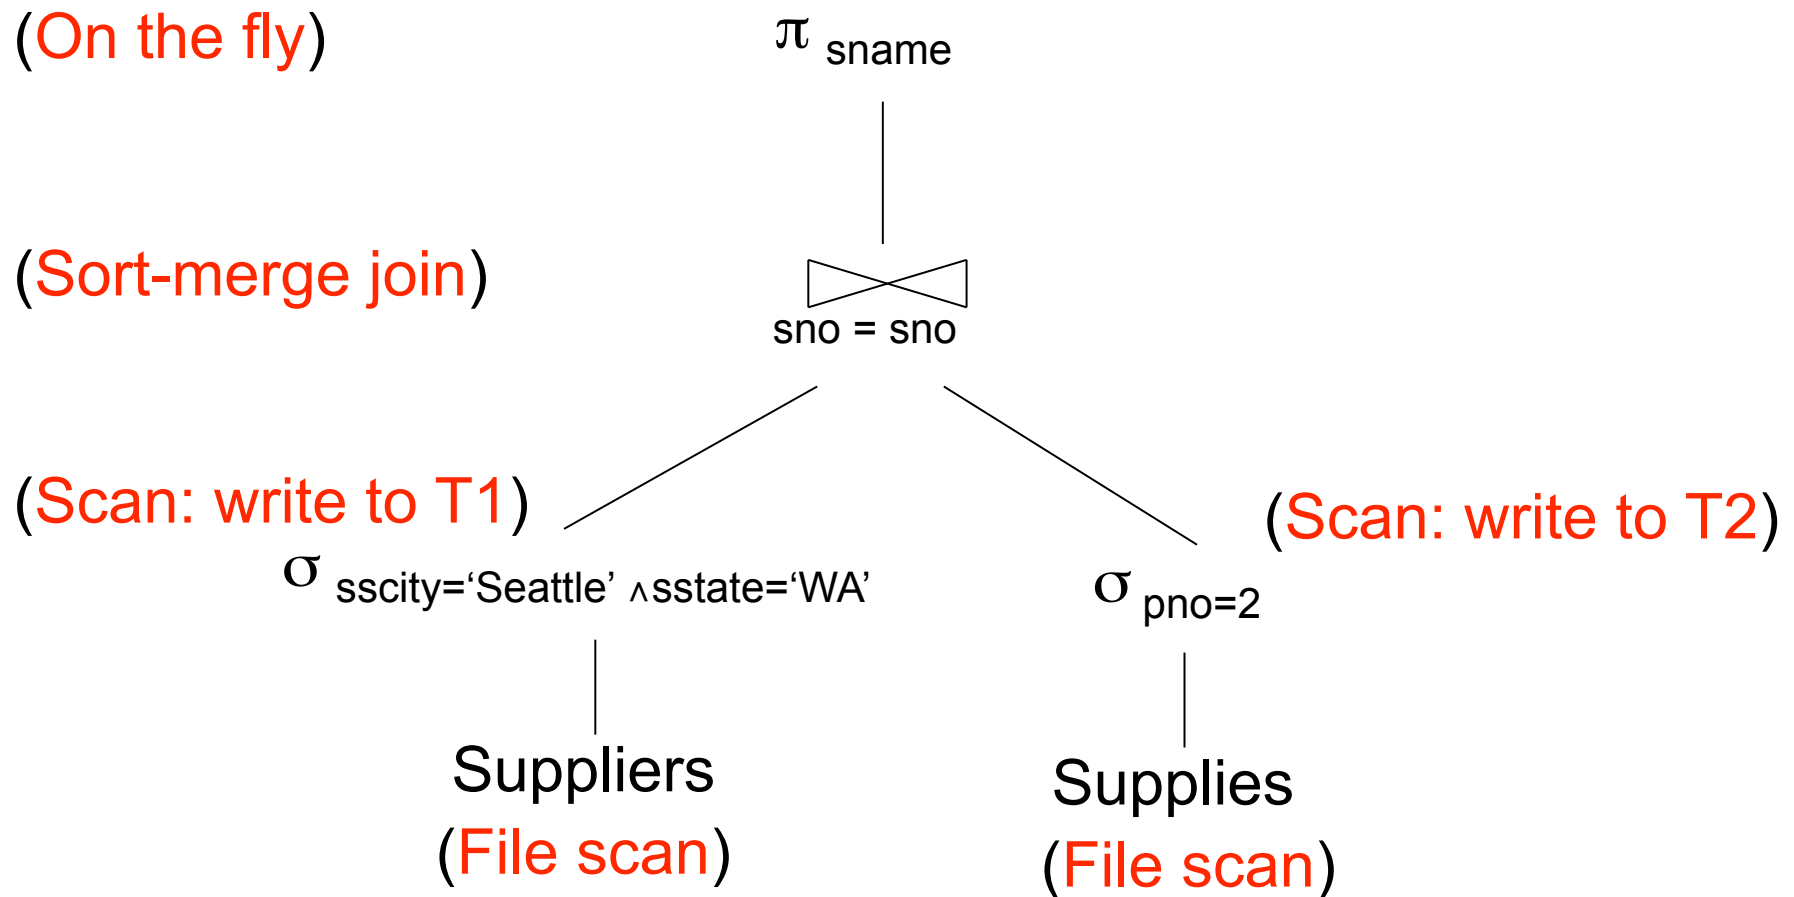 (On the fly)
π sname
(Sort-merge join)
sno = sno
(Scan: write to T1)
(Scan: write to T2)
σ sscity=‘Seattle’ ∧sstate=‘WA’
σ pno=2
Suppliers
Supplies
(File scan)
(File scan)